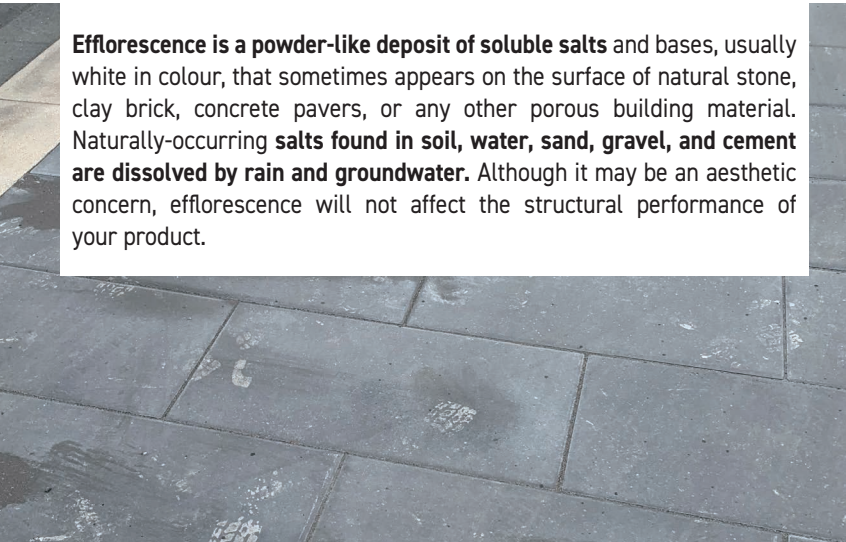 Efflorescence is a powder-like deposit of soluble salts and bases, usually
white in colour, that sometimes appears on the surface of natural stone,
clay brick, concrete pavers, or any other porous building material.
Naturally-occurring salts found in soil, water, sand, gravel, and cement
are dissolved by rain and groundwater. Although it may be an aesthetic
concern, efflorescence will not affect the structural performance of
your product.